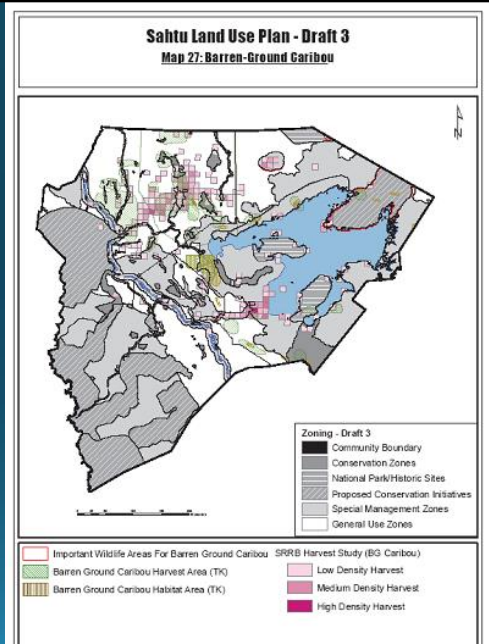 Sahtu Land Use Plan - Draft 3
Map 27: Barren-Ground Caribou
N
Zoning - Draft 3
Community Boundary
Conservation Zones
National Park/Historic Sites
Proposed Conservation Initiatives
Special Management Zones
General Use Zones
Important Wildlife Areas For Barren Ground Caribou
Barren Ground Caribou Harvest Area (TK)
Barren Ground Caribou Habitat Area (TK)
SRRB Harvest Study (BG Caribou)
Low Density Harvest
Medium Density Harvest
High Density Harvest